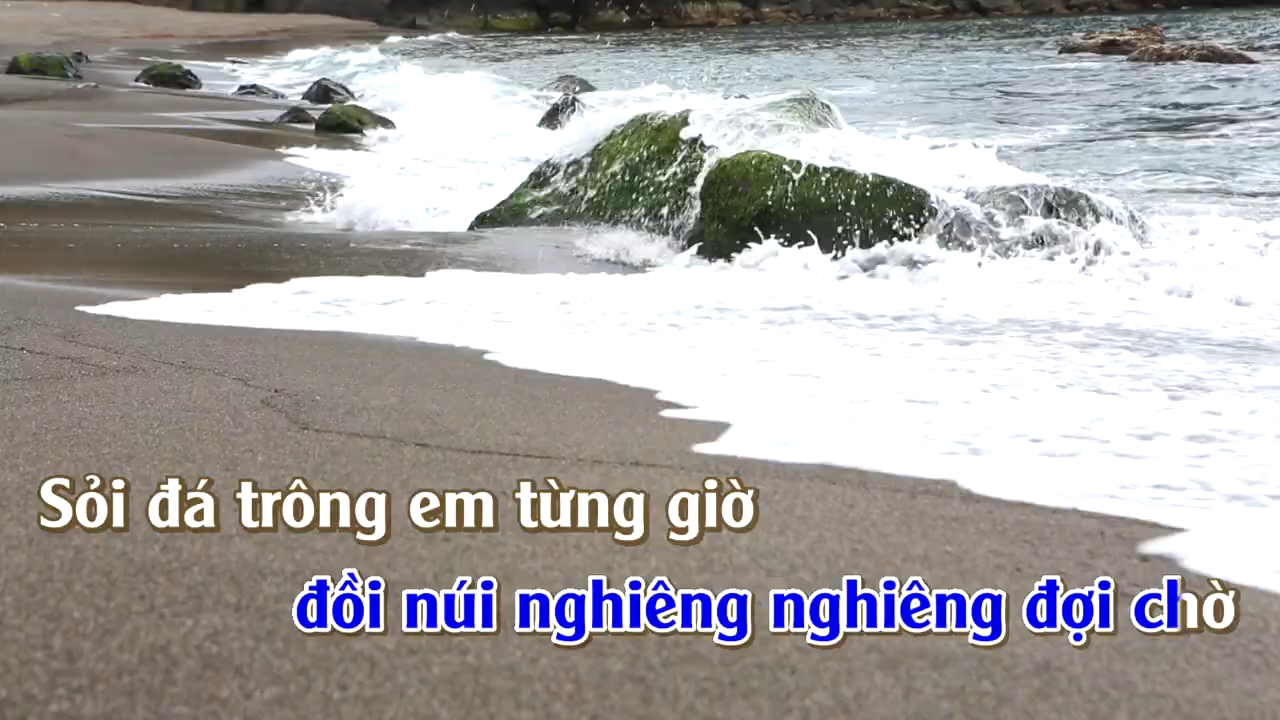 Sỏi đá trông em từng giờ
đồi núi nghiêng nghiêng đợi chờ